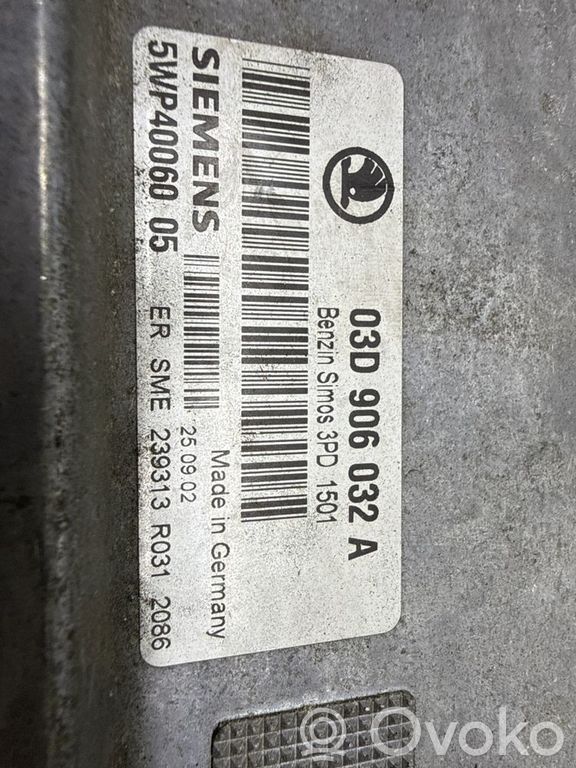 03D 906 032 A
Benzin Simos 3PD 1501
Made in Germany
25.09.02
SIEMENS
5WP40060 05 ER SME 239313 R031 2086
Ovoko